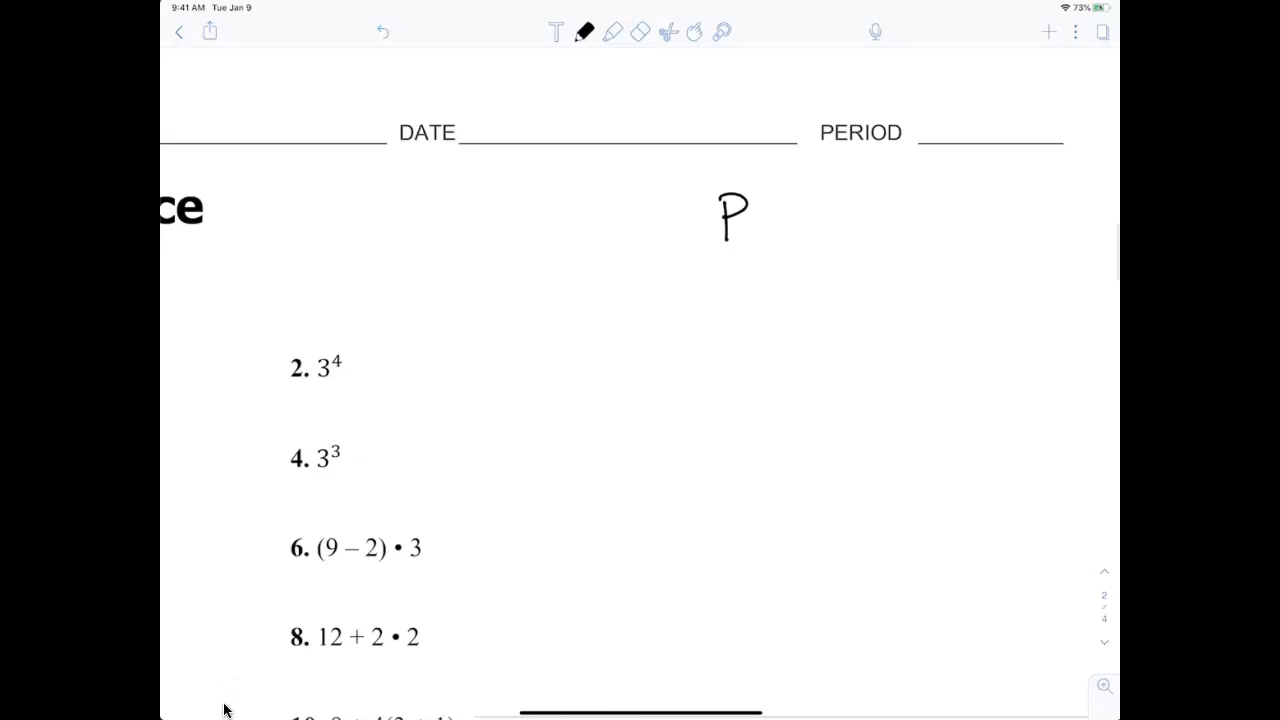 9:41 AM Tue Jan 9 73%
T
DATE PERIOD
ce
P
2. 3⁴
4. 3³
6. (9 – 2) • 3
8. 12 + 2 • 2
2
/
4